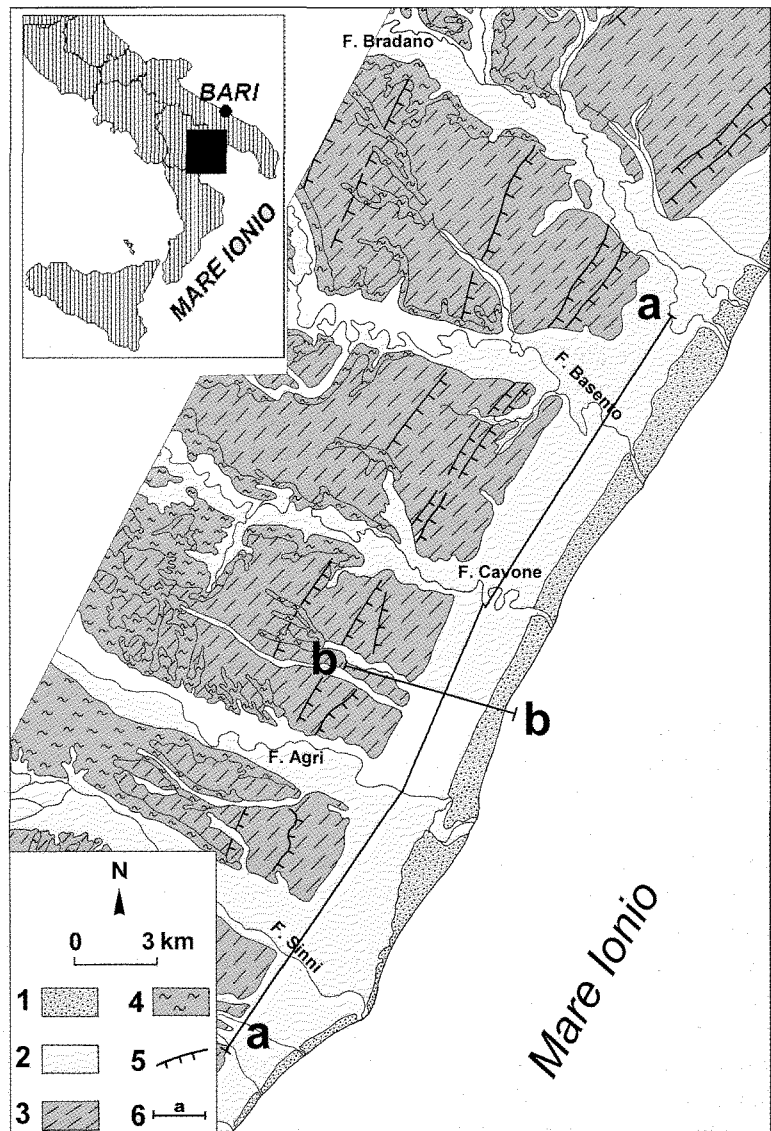 BARI
MARE IONIO
F. Bradano
a
F. Basento
F. Cavone
b
b
F. Agri
F. Sinni
a
Mare Ionio
N
0 3 km
1 4
2 5
3 6 a